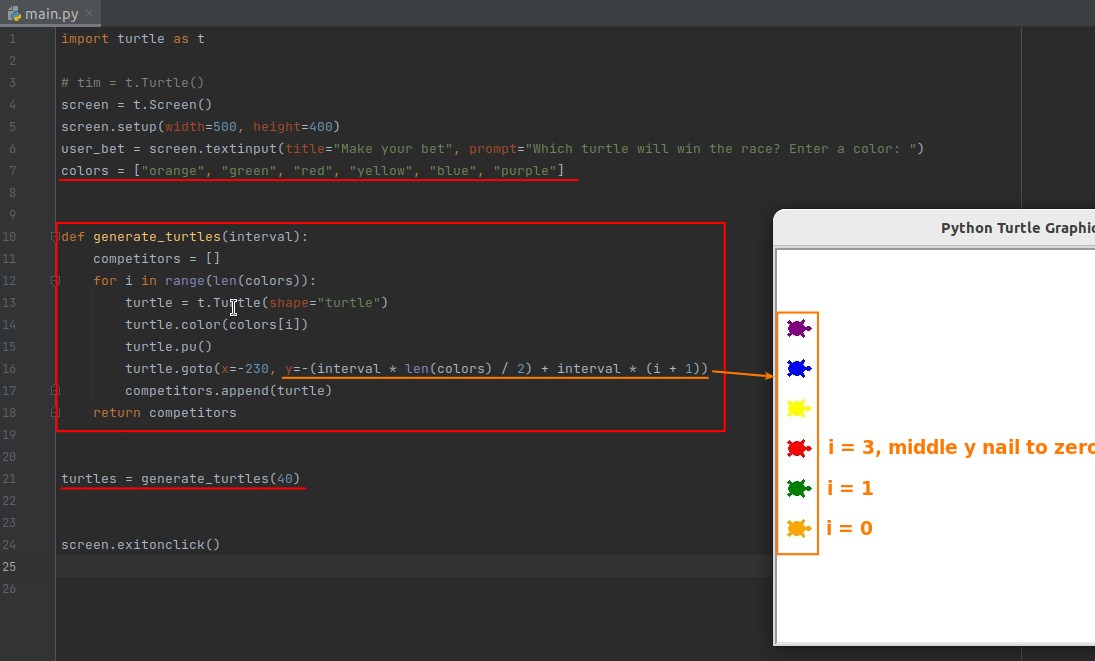 main.py
1 import turtle as t
2
3 # tim = t.Turtle()
4 screen = t.Screen()
5 screen.setup(width=500, height=400)
6 user_bet = screen.textinput(title="Make your bet", prompt="Which turtle will win the race? Enter a color: ")
7 colors = ["orange", "green", "red", "yellow", "blue", "purple"]
8
9
10 def generate_turtles(interval):
11 competitors = []
12 for i in range(len(colors)):
13 turtle = t.Turtle(shape="turtle")
14 turtle.color(colors[i])
15 turtle.pu()
16 turtle.goto(x=-230, y=-(interval * len(colors) / 2) + interval * (i + 1))
17 competitors.append(turtle)
18 return competitors
19
20
21 turtles = generate_turtles(40)
22
23
24 screen.exitonclick()
25
26
Python Turtle Graphic
i = 3, middle y nail to zero
i = 1
i = 0